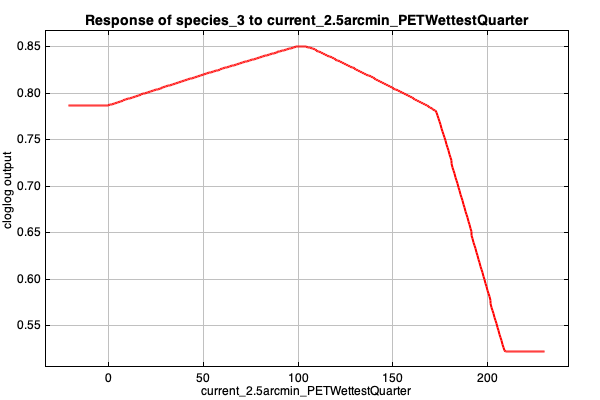 Response of species_3 to current_2.5arcmin_PETWettestQuarter
0.85
0.80
0.75
0.70
0.65
0.60
0.55
cloglog output
0 50 100 150 200
current_2.5arcmin_PETWettestQuarter